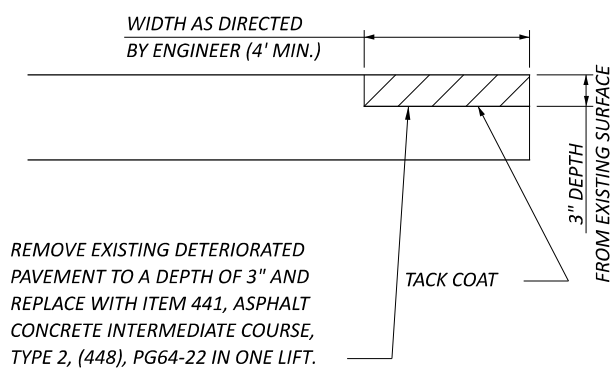 WIDTH AS DIRECTED
BY ENGINEER (4' MIN.)
3" DEPTH
FROM EXISTING SURFACE
REMOVE EXISTING DETERIORATED
PAVEMENT TO A DEPTH OF 3" AND
REPLACE WITH ITEM 441, ASPHALT
CONCRETE INTERMEDIATE COURSE,
TYPE 2, (448), PG64-22 IN ONE LIFT.
TACK COAT